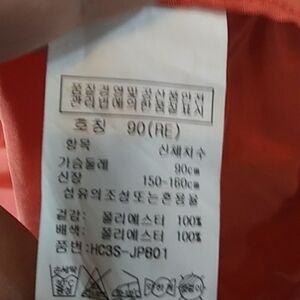 품질경영및공산품안전
관리법에의한품질표시
호칭 90(RE)
항목 신체치수
가슴둘레 90cm
신장 150-160cm
섬유의조성또는혼용율
겉감: 폴리에스터 100%
배색: 폴리에스터 100%
품번:HC3S-JPB01